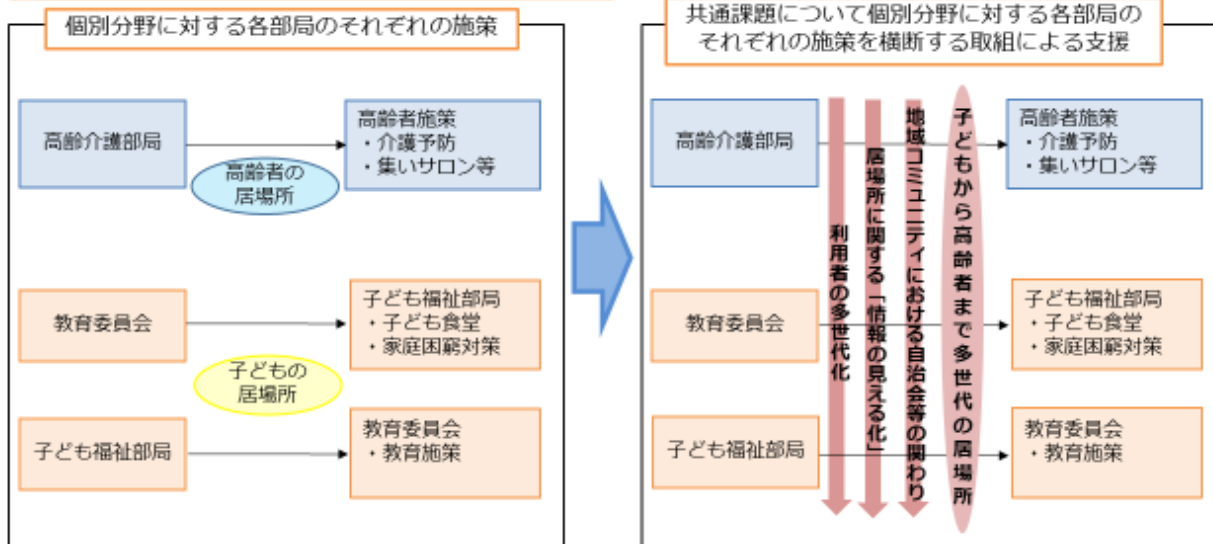 個別分野に対する各部局のそれぞれの施策
高齢介護部局
高齢者施策
・介護予防
・集いサロン等
高齢者の
居場所
教育委員会
子ども福祉部局
・子ども食堂
・家庭困窮対策
子どもの
居場所
子ども福祉部局
教育委員会
・教育施策
共通課題について個別分野に対する各部局の
それぞれの施策を横断する取組による支援
高齢介護部局
高齢者施策
・介護予防
・集いサロン等
教育委員会
子ども福祉部局
・子ども食堂
・家庭困窮対策
子ども福祉部局
教育委員会
・教育施策
子どもから高齢者まで多世代の居場所
地域コミュニティにおける自治会等の関わり
居場所に関する「情報の見える化」
利用者の多世代化